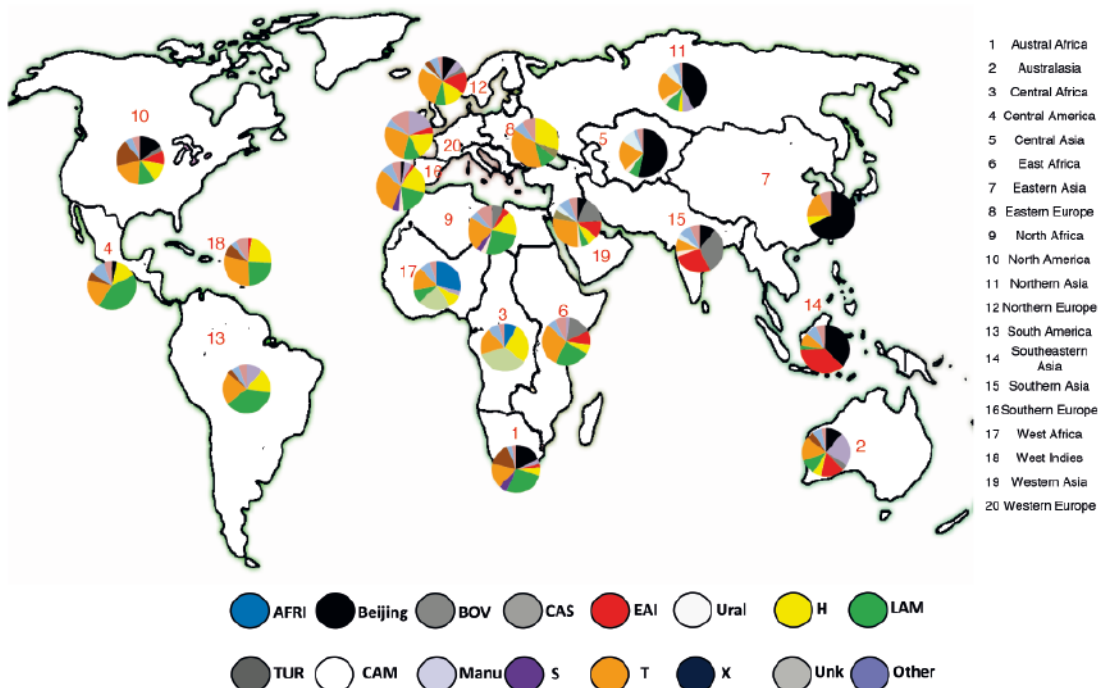 11
12
10
8
5
20
16
7
9
15
4
18
19
17
3
6
14
13
1
2
1 Austral Africa
2 Australasia
3 Central Africa
4 Central America
5 Central Asia
6 East Africa
7 Eastern Asia
8 Eastern Europe
9 North Africa
10 North America
11 Northern Asia
12 Northern Europe
13 South America
14 Southeastern
Asia
15 Southern Asia
16 Southern Europe
17 West Africa
18 West Indies
19 Western Asia
20 Western Europe
AFRI Beijing BOV CAS EAI Ural H LAM
TUR CAM Manu S T X Unk Other